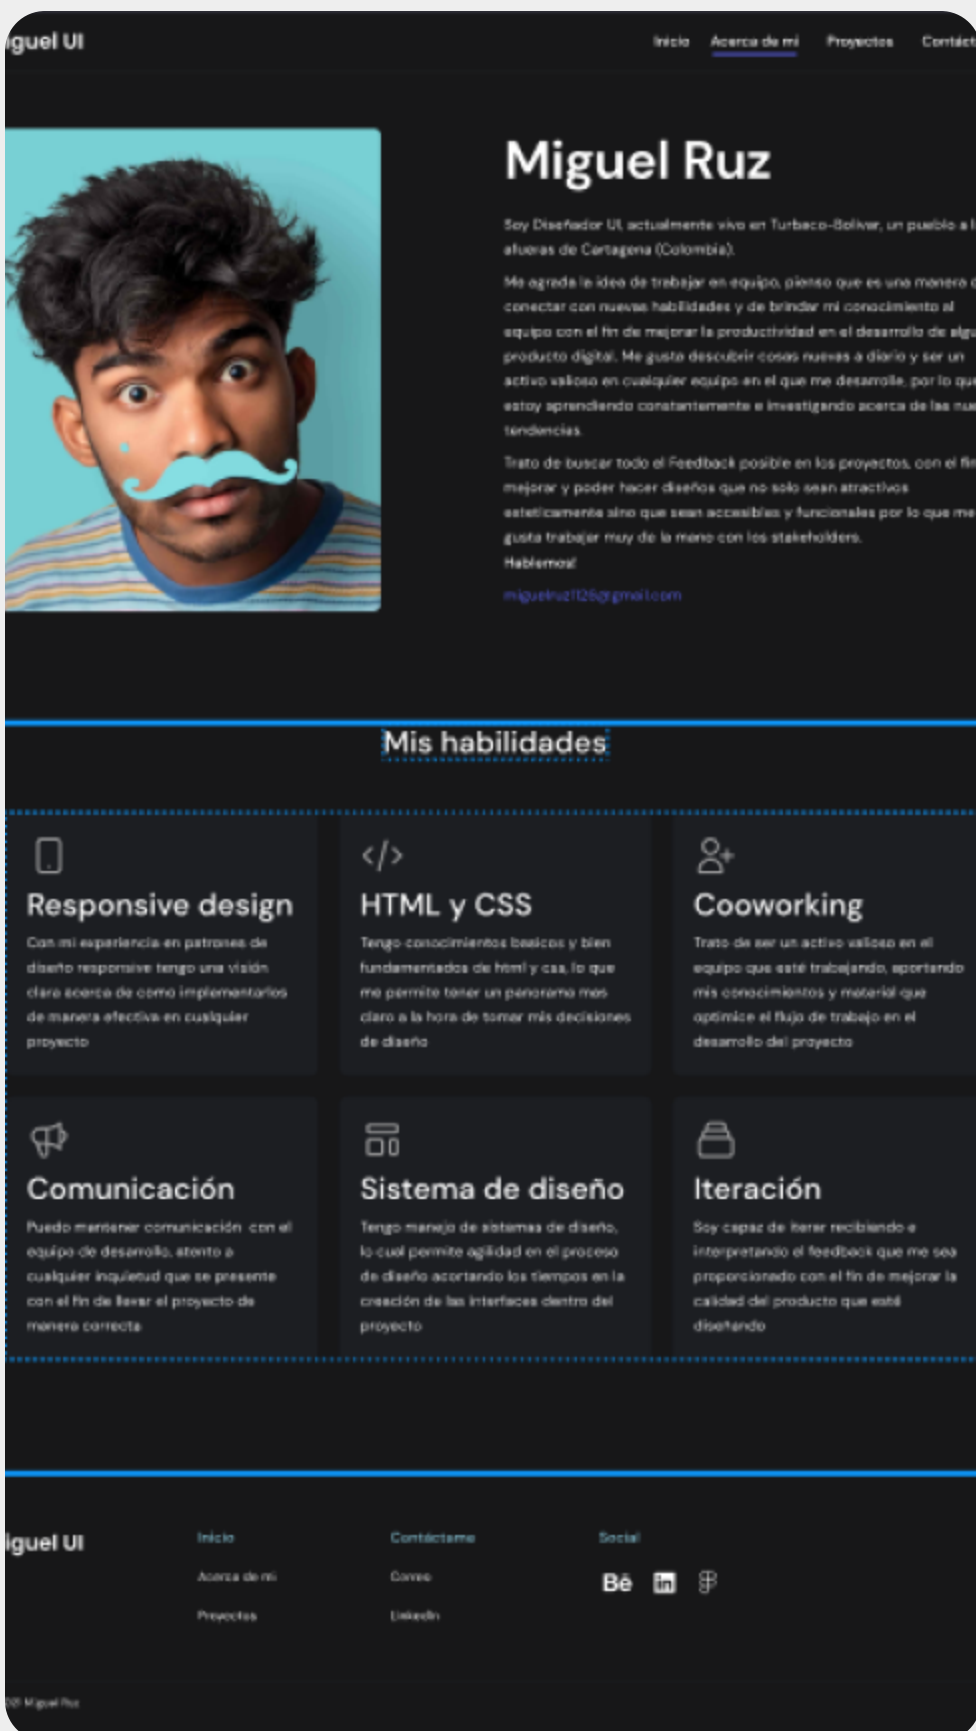 iguel UI
Inicio
Acerca de mi
Proyectos
Contáct
Miguel Ruz
Soy Diseñador UI, actualmente vivo en Turbaco-Bolivar, un pueblo a l
afueras de Cartagena (Colombia).
Me agrada la idea de trabajar en equipo, pienso que es una manera
conectar con nuevas habilidades y de brindar mi conocimiento al
equipo con el fin de mejorar la productividad en el desarrollo de alg
producto digital. Me gusta descubrir cosas nuevas a diario y ser un
activo valioso en cualquier equipo en el que me desarrolle, por lo que
estoy aprendiendo constantemente e investigando acerca de las nue
tendencias.
Trato de buscar todo el Feedback posible en los proyectos, con el fin
mejorar y poder hacer diseños que no solo sean atractivos
esteticamente sino que sean accesibles y funcionales por lo que me
gusta trabajar muy de la mano con los stakeholders.
Hablemos!
Mis habilidades
Responsive design
Con mi experiencia en patrones de
diseño responsive tengo una visión
clara acerca de como implementarlos
de manera efectiva en cualquier
proyecto
HTML y CSS
Tengo conocimientos basicos y bien
fundamentados de html y css, lo que
me permite tener un panorama mas
claro a la hora de tomar mis decisiones
de diseño
Cooworking
Trato de ser un activo valioso en el
equipo que esté trabajando, aportando
mis conocimientos y material que
optimice el flujo de trabajo en el
desarrollo del proyecto
Comunicación
Puedo mantener comunicación con el
equipo de desarrollo, atento a
cualquier inquietud que se presente
con el fin de llevar el proyecto de
manera correcta
Sistema de diseño
Tengo manejo de sistemas de diseño,
lo cual permite agilidad en el proceso
de diseño acortando los tiempos en la
creación de las interfaces dentro del
proyecto
Iteración
Soy capaz de iterar recibiendo e
interpretando el feedback que me sea
proporcionado con el fin de mejorar la
calidad del producto que esté
diseñando
iguel UI
Inicio
Acerca de mi
Proyectos
Contáctame
Correo
LinkedIn
Social
Bē
in
Miguel Ruz